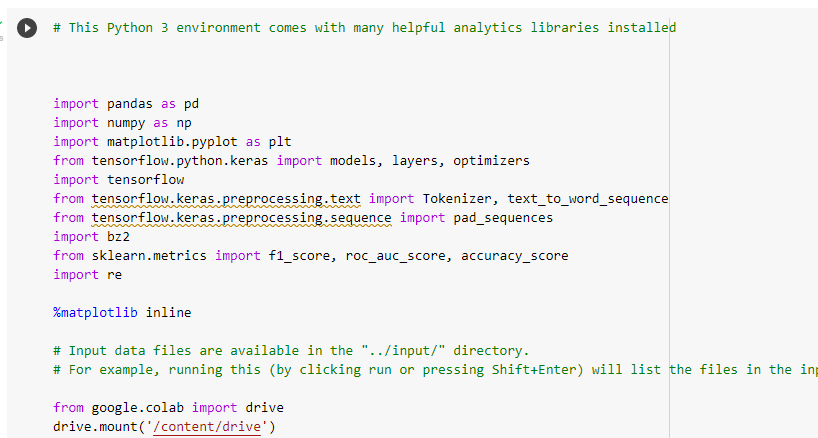 # This Python 3 environment comes with many helpful analytics libraries installed
import pandas as pd
import numpy as np
import matplotlib.pyplot as plt
from tensorflow.python.keras import models, layers, optimizers
import tensorflow
from tensorflow.keras.preprocessing.text import Tokenizer, text_to_word_sequence
from tensorflow.keras.preprocessing.sequence import pad_sequences
import bz2
from sklearn.metrics import f1_score, roc_auc_score, accuracy_score
import re
%matplotlib inline
# Input data files are available in the "../input/" directory.
# For example, running this (by clicking run or pressing Shift+Enter) will list the files in the
from google.colab import drive
drive.mount('/content/drive')